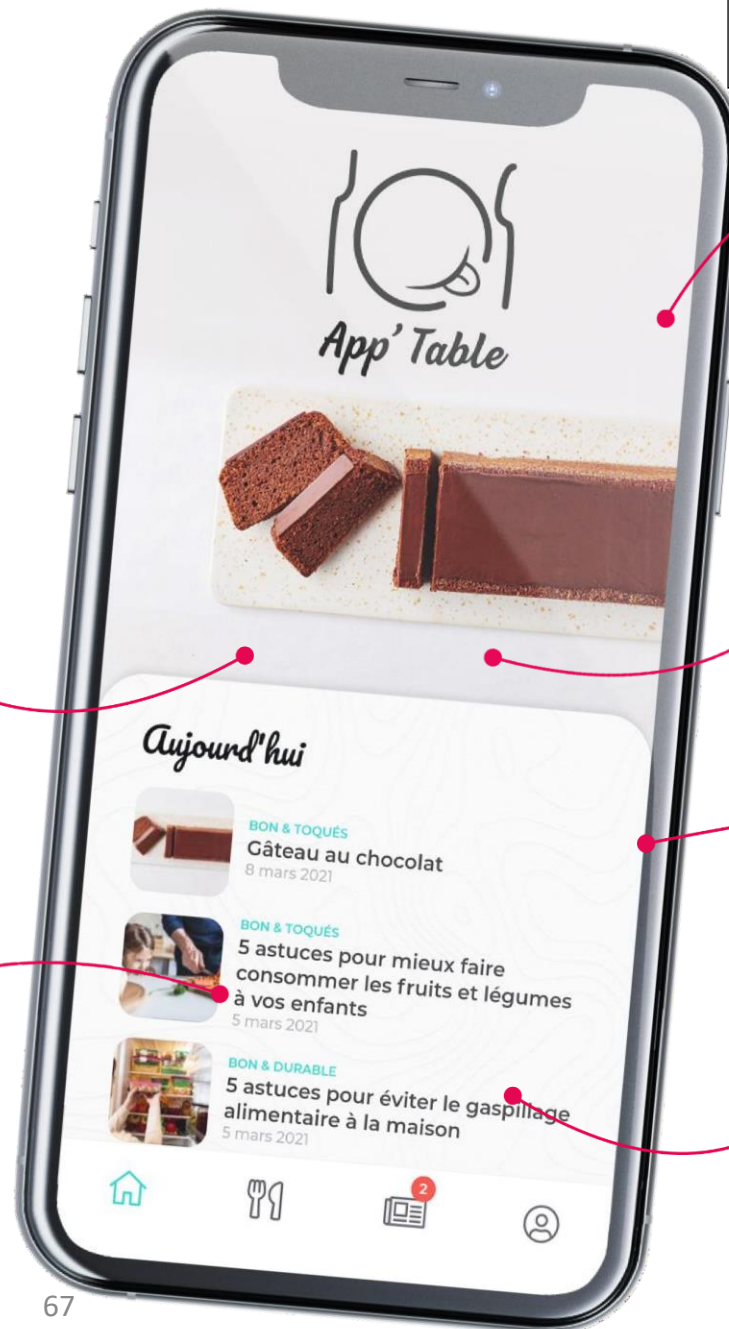 App' Table
Aujourd'hui
BON & TOQUÉS
Gâteau au chocolat
8 mars 2021
BON & TOQUÉS
5 astuces pour mieux faire
consommer les fruits et légumes
à vos enfants
5 mars 2021
BON & DURABLE
5 astuces pour éviter le gaspillage
alimentaire à la maison
5 mars 2021
2
67